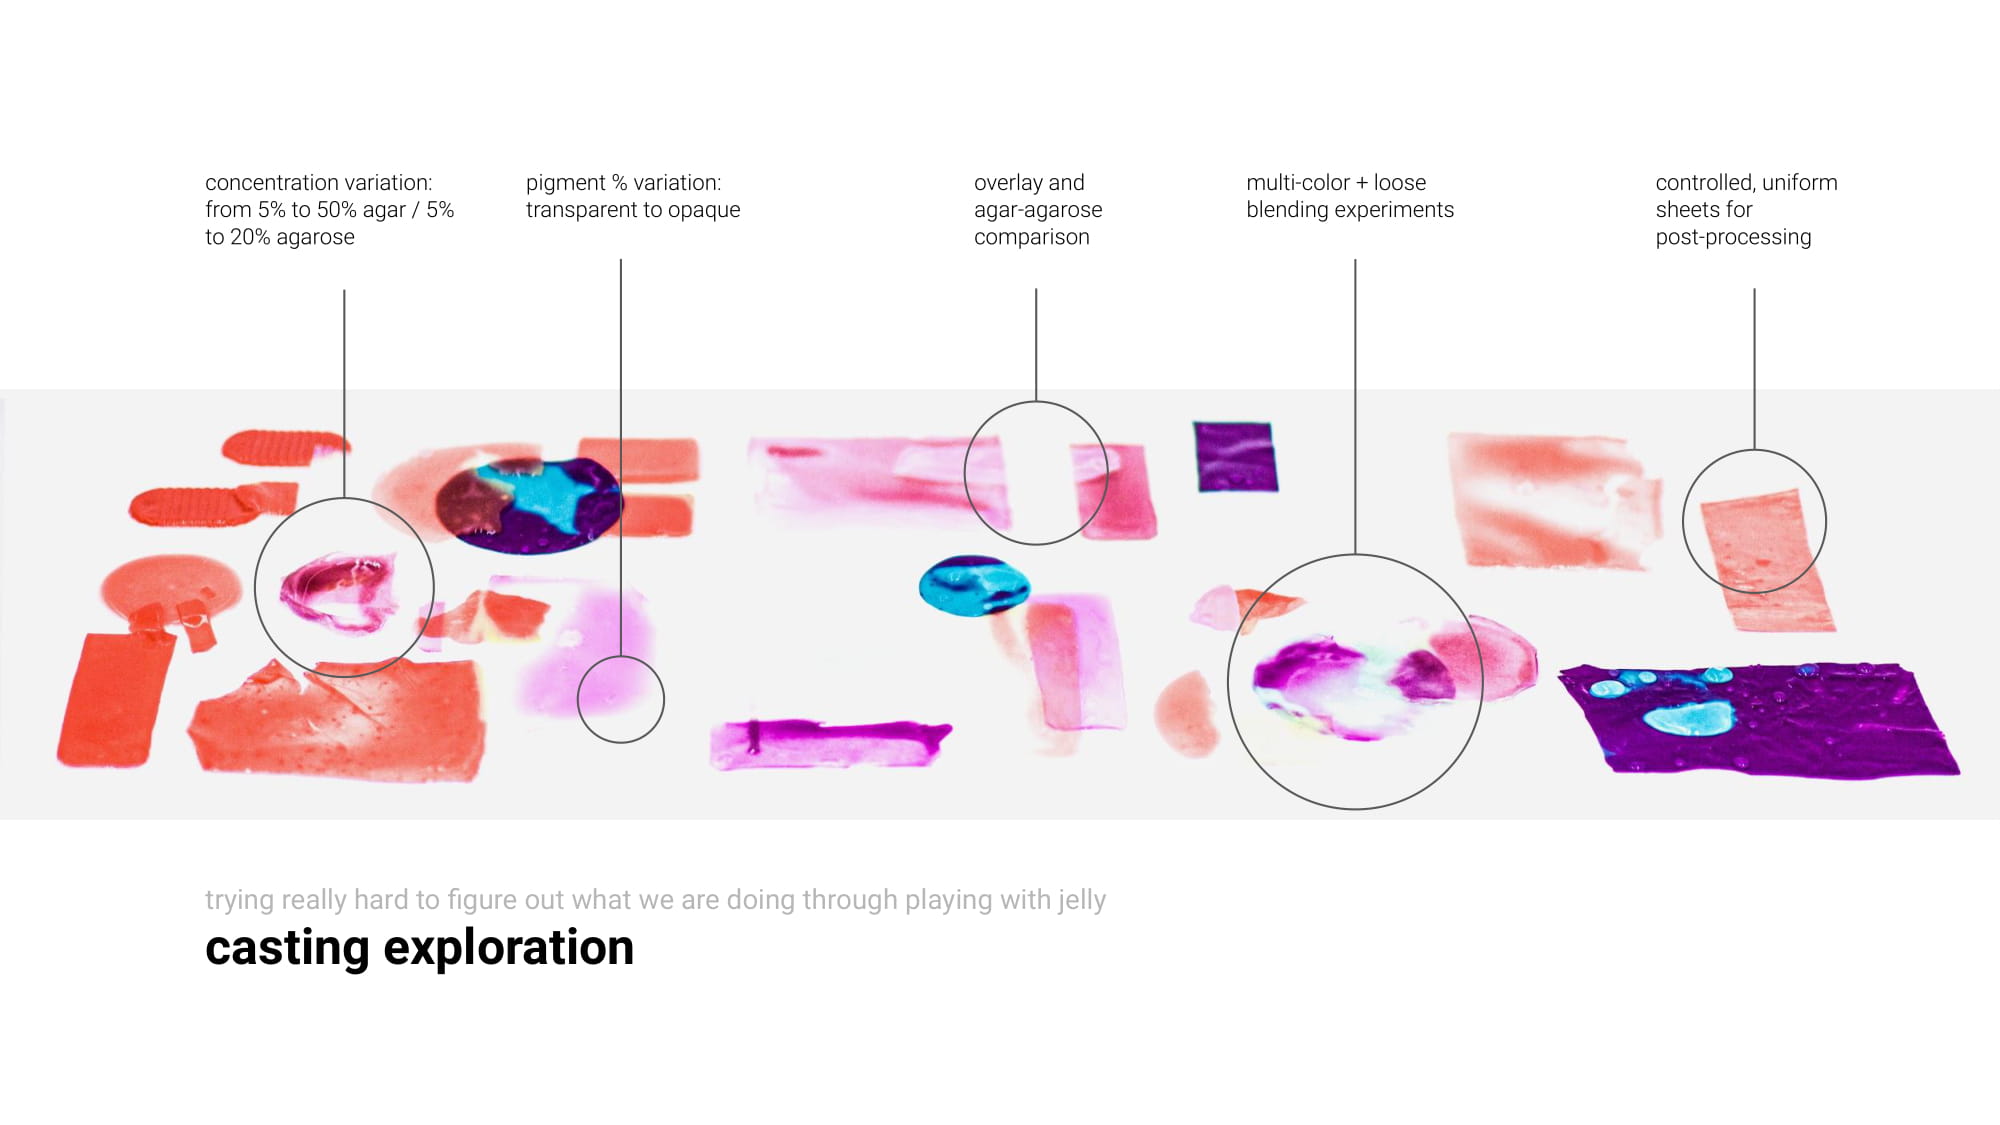 concentration variation:
from 5% to 50% agar / 5%
to 20% agarose
pigment % variation:
transparent to opaque
overlay and
agar-agarose
comparison
multi-color + loose
blending experiments
controlled, uniform
sheets for
post-processing
trying really hard to figure out what we are doing through playing with jelly
casting exploration